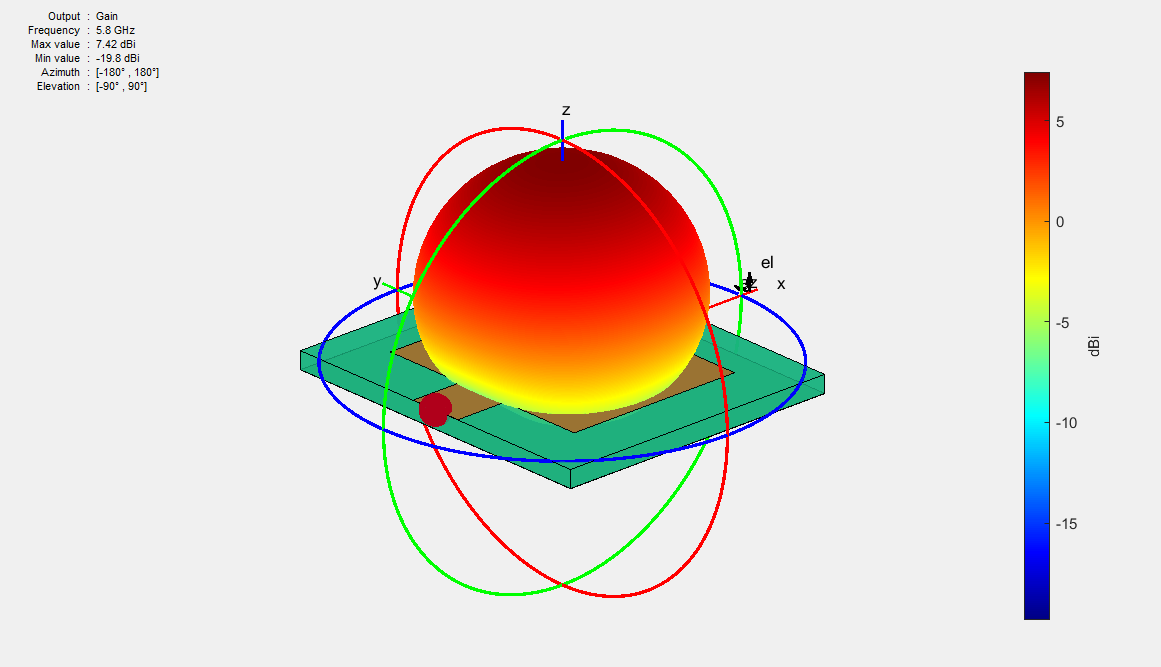 Output : Gain
Frequency : 5.8 GHz
Max value : 7.42 dBi
Min value : -19.8 dBi
Azimuth : [-180° , 180°]
Elevation : [-90° , 90°]
z
y
el
az
x
5
0
-5
-10
-15
dBi